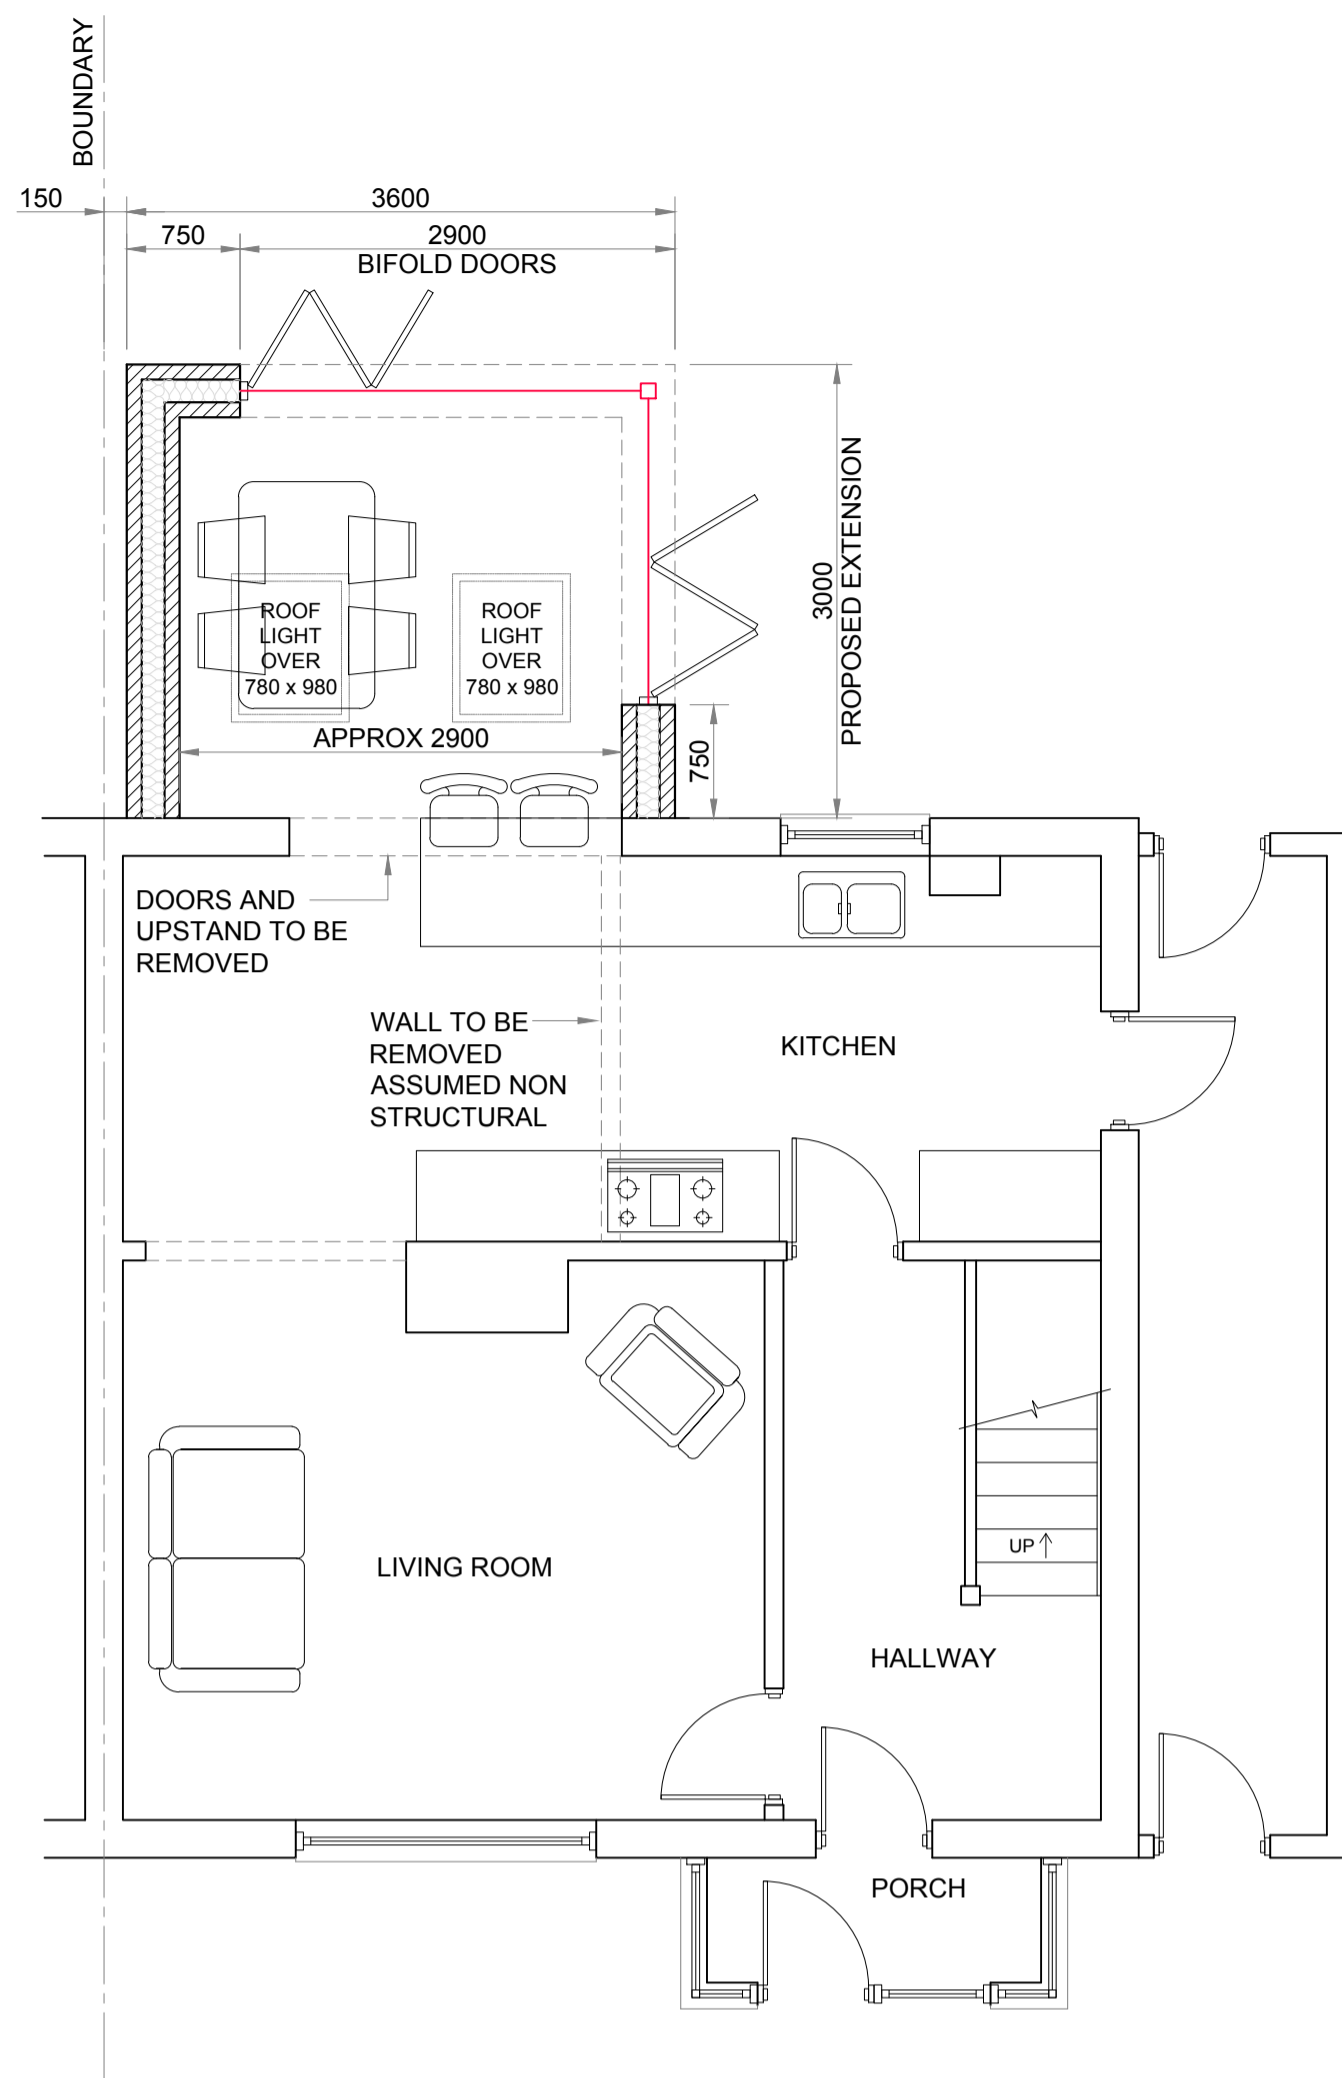 BOUNDARY
150
3600
750
2900
BIFOLD DOORS
3000
PROPOSED EXTENSION
ROOF
LIGHT
OVER
780 x 980
ROOF
LIGHT
OVER
780 x 980
APPROX 2900
750
DOORS AND
UPSTAND TO BE
REMOVED
WALL TO BE
REMOVED
ASSUMED NON
STRUCTURAL
KITCHEN
UP
LIVING ROOM
HALLWAY
PORCH